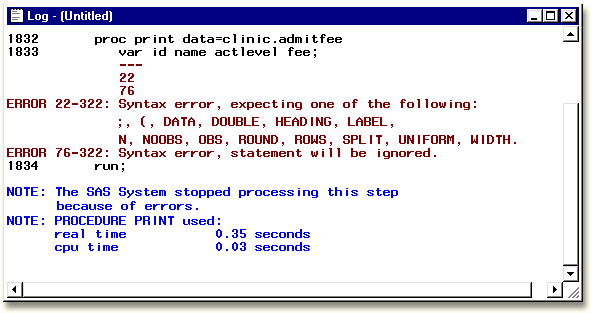 Log - (Untitled)
1832 proc print data=clinic.admitfee
1833 var id name actlevel fee;
---
22
76
ERROR 22-322: Syntax error, expecting one of the following:
;, (, DATA, DOUBLE, HEADING, LABEL,
N, NOOBS, OBS, ROUND, ROWS, SPLIT, UNIFORM, WIDTH.
ERROR 76-322: Syntax error, statement will be ignored.
1834 run;
NOTE: The SAS System stopped processing this step
because of errors.
NOTE: PROCEDURE PRINT used:
real time 0.35 seconds
cpu time 0.03 seconds